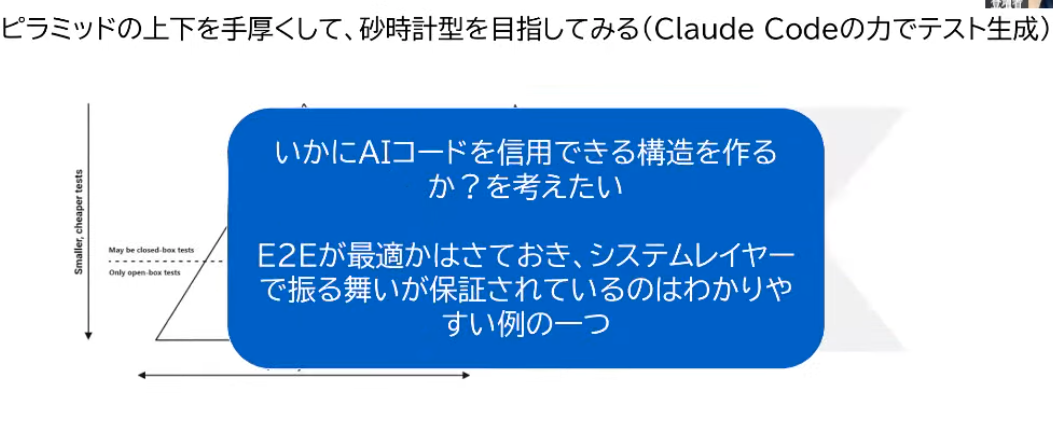 ピラミッドの上下を手厚くして、砂時計型を目指してみる（Claude Codeの力でテスト生成）
いかにAIコードを信用できる構造を作る
か？を考えたい
E2Eが最適かはさておき、システムレイヤー
で振る舞いが保証されているのはわかりや
すい例の一つ
Smaller, cheaper tests
May be closed-box tests
Only open-box tests